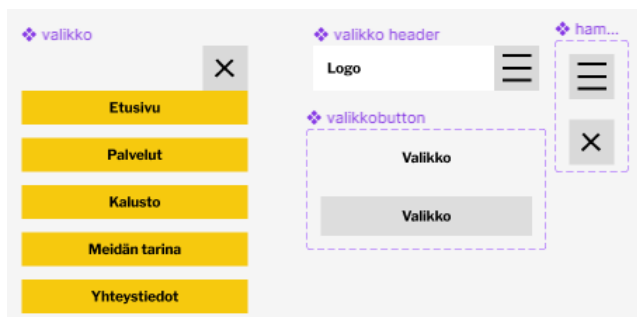 valikko
Etusivu
Palvelut
Kalusto
Meidän tarina
Yhteystiedot
valikko header
Logo
valikkobutton
Valikko
Valikko
ham...